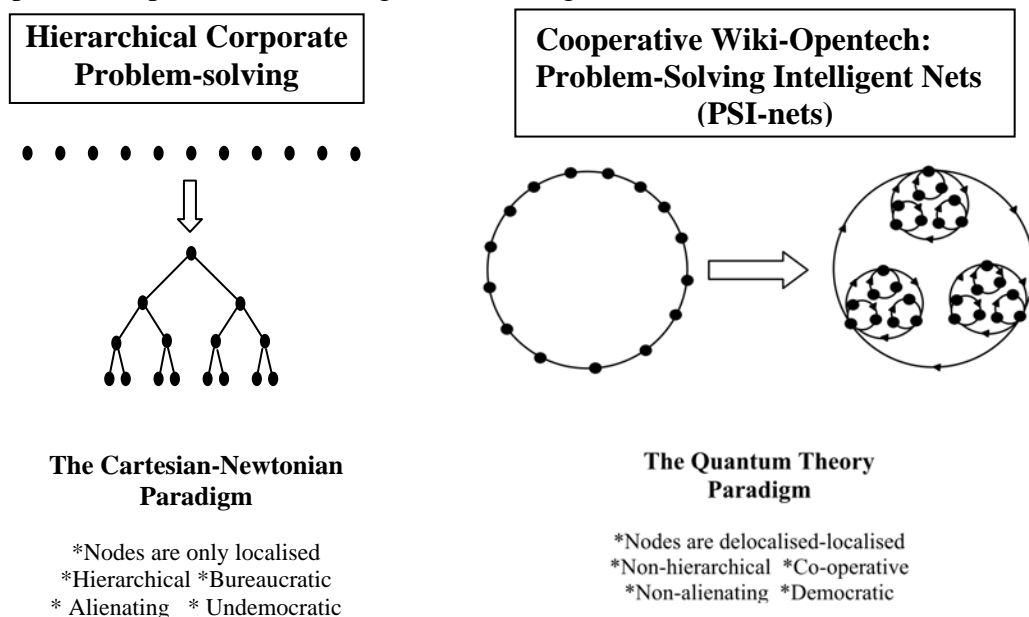 Hierarchical Corporate
Problem-solving
Cooperative Wiki-Opentech:
Problem-Solving Intelligent Nets
(PSI-nets)
The Cartesian-Newtonian
Paradigm
*Nodes are only localised
*Hierarchical *Bureaucratic
* Alienating * Undemocratic
The Quantum Theory
Paradigm
*Nodes are delocalised-localised
*Non-hierarchical *Co-operative
*Non-alienating *Democratic